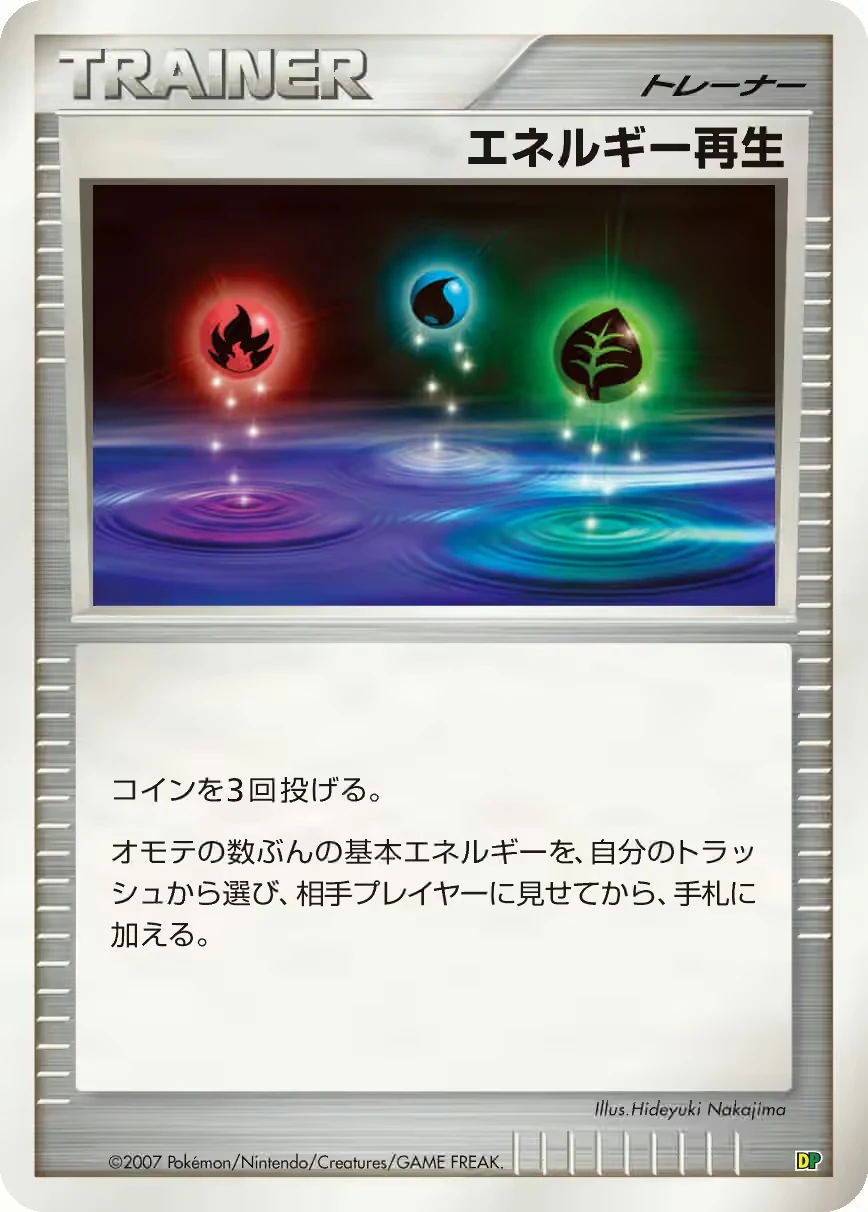 TRAINER
トレーナー
エネルギー再生
コインを3回投げる。
オモテの数ぶんの基本エネルギーを、自分のトラッ
シュから選び、相手プレイヤーに見せてから、手札に
加える。
Illus.Hideyuki Nakajima
©2007 Pokémon/Nintendo/Creatures/GAME FREAK.
DP